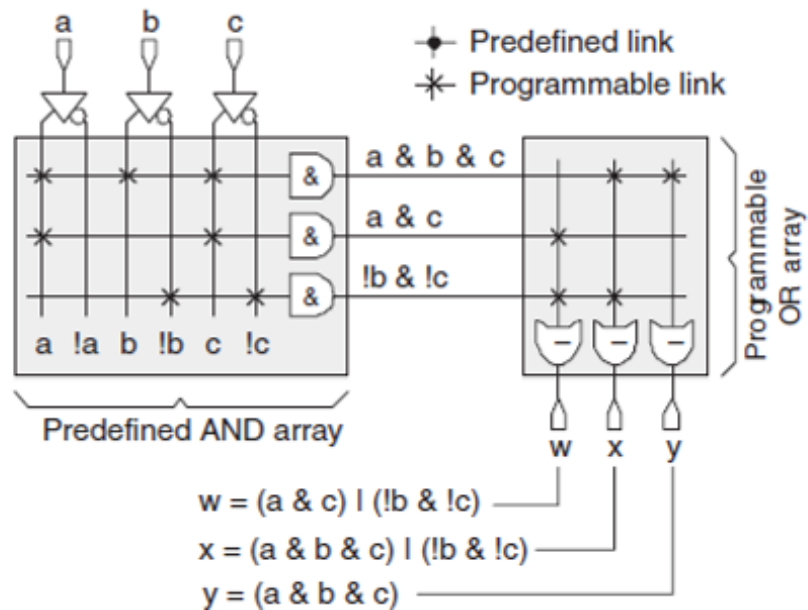 a b c
Predefined link
Programmable link
& a & b & c
& a & c
& !b & !c
a !a b !b c !c
Predefined AND array
Programmable
OR array
w x y
w = (a & c) | (!b & !c)
x = (a & b & c) | (!b & !c)
y = (a & b & c)